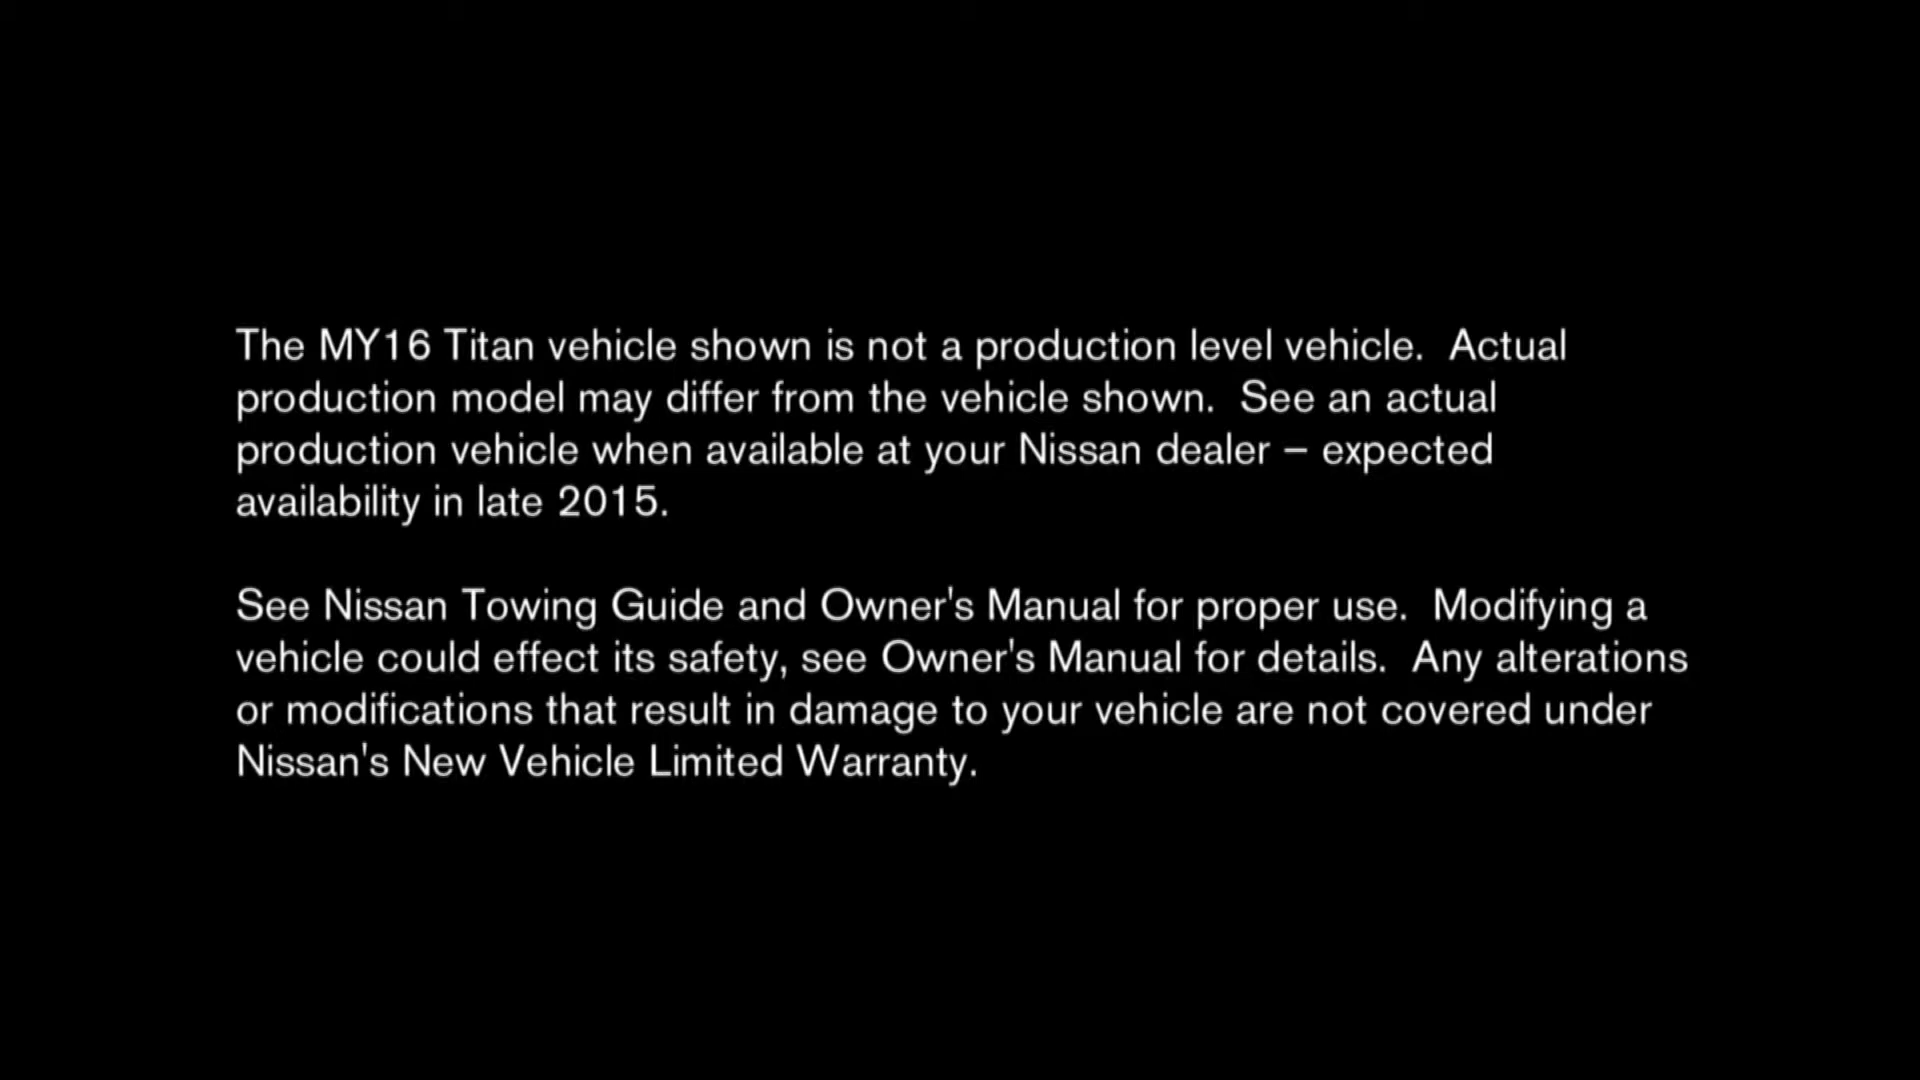 The MY16 Titan vehicle shown is not a production level vehicle.  Actual
production model may differ from the vehicle shown.  See an actual
production vehicle when available at your Nissan dealer – expected
availability in late 2015.
See Nissan Towing Guide and Owner's Manual for proper use.  Modifying a
vehicle could effect its safety, see Owner's Manual for details.  Any alterations
or modifications that result in damage to your vehicle are not covered under
Nissan's New Vehicle Limited Warranty.